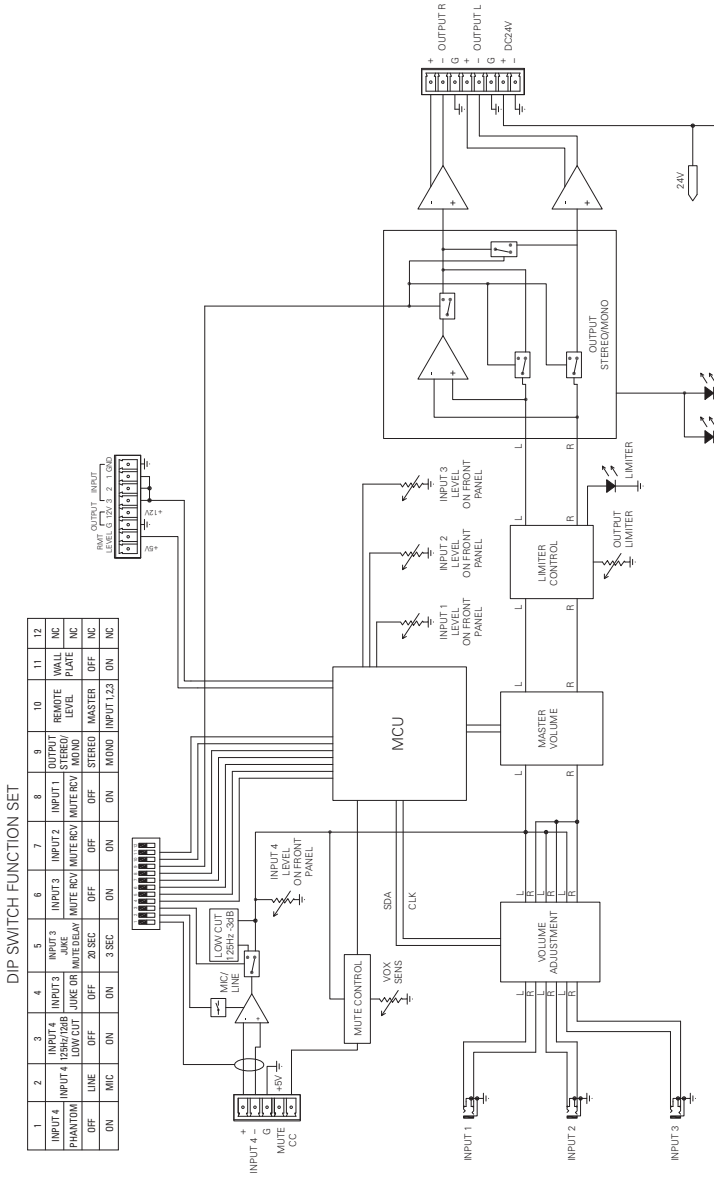 DIP SWITCH FUNCTION SET
1 2 3 4 5 6 7 8 9 10 11 12
INPUT 4 PHANTOM
INPUT 4
INPUT 4 125Hz/12dB LOW CUT
INPUT 3 JUKE OR
INPUT 3 JUKE MUTE DELAY
INPUT 3 MUTE RCV
INPUT 2 MUTE RCV
INPUT 1 MUTE RCV
OUTPUT STEREO/ MONO
REMOTE LEVEL
WALL PLATE
NC NC
OFF LINE OFF OFF 20 SEC OFF OFF OFF STEREO MASTER OFF NC
ON MIC ON ON 3 SEC ON ON ON MONO INPUT 1,2,3 ON NC
RMT OUTPUT INPUT
LEVEL G 12V 3 2 1 GND
+5V +12V
+
INPUT 4 –
G
MUTE
CC
+5V
MIC/
LINE
LOW CUT
125Hz -3dB
INPUT 4
LEVEL
ON FRONT
PANEL
MUTE CONTROL
VOX
SENS
SDA
CLK
MCU
INPUT 1
LEVEL
ON FRONT
PANEL
INPUT 2
LEVEL
ON FRONT
PANEL
INPUT 3
LEVEL
ON FRONT
PANEL
INPUT 1
INPUT 2
INPUT 3
L
R
L
R
L
R
VOLUME
ADJUSTMENT
L
R
L
R
L
R
L
R
MASTER
VOLUME
L
R
L
R
LIMITER
CONTROL
OUTPUT
LIMITER
LIMITER
L
R
L
R
OUTPUT
STEREO/MONO
-
+
-
+
-
+
-
+
+
– OUTPUT R
G
+
– OUTPUT L
G
+ DC24V
–
24V